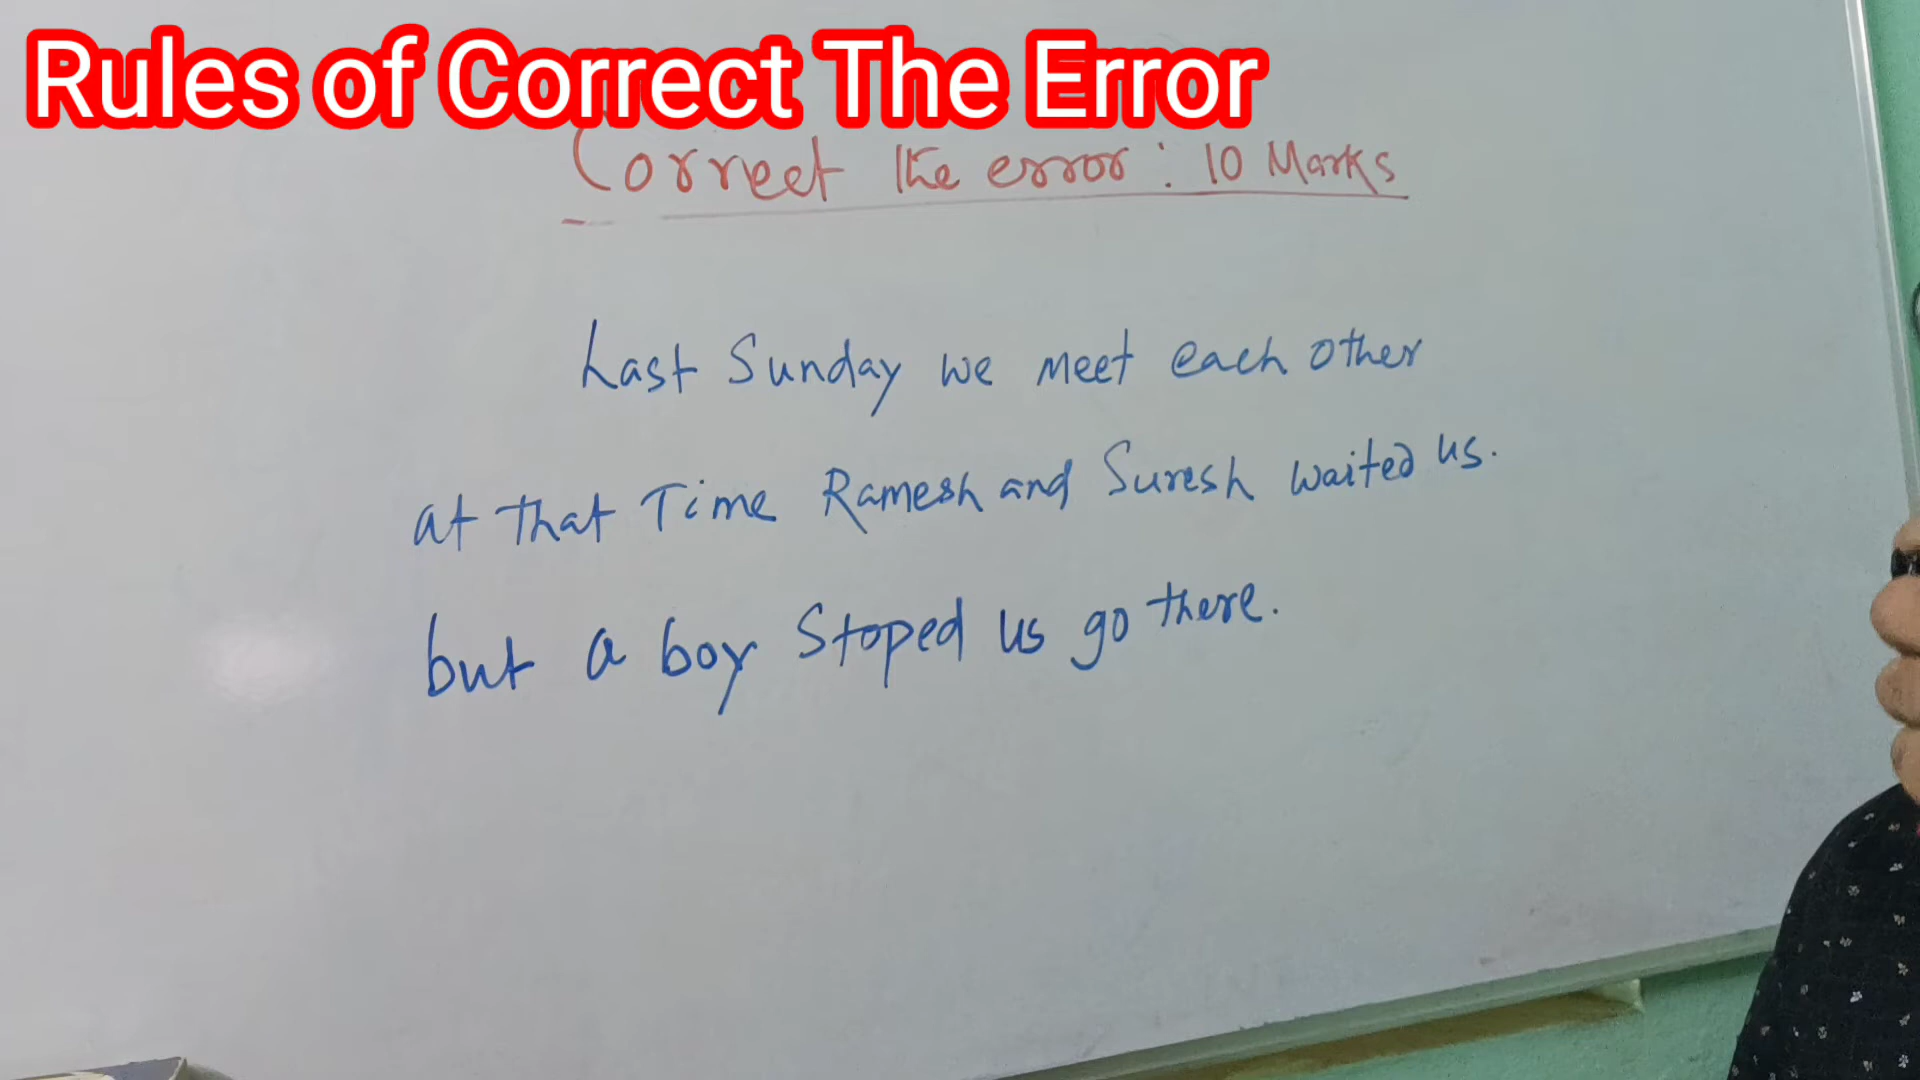 Rules of Correct The Error
Correct the error: 10 Marks
Last Sunday we meet each other
at that Time Ramesh and Suresh waited us.
but a boy Stoped us go there.